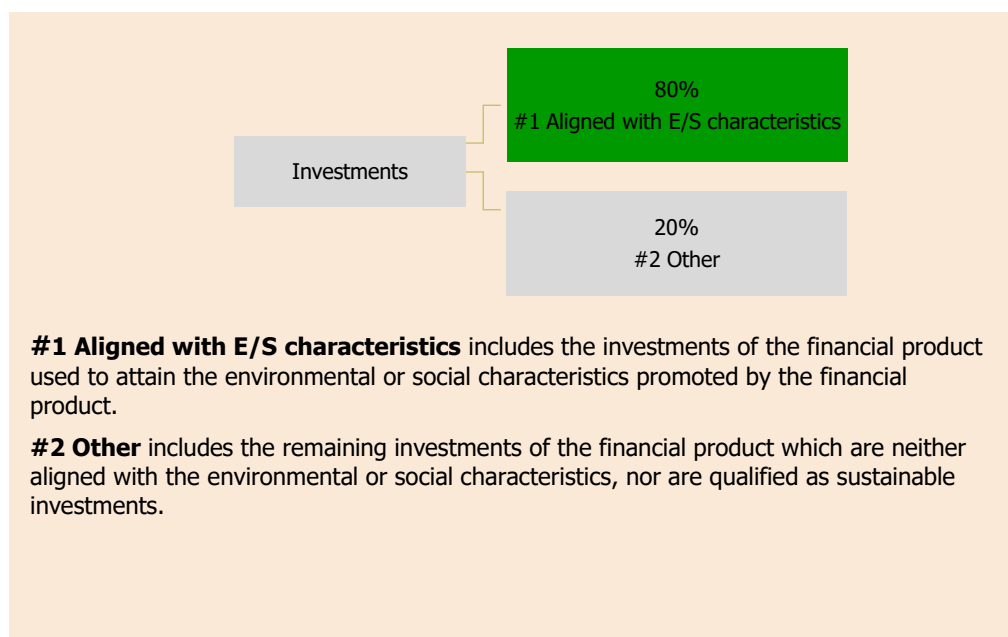 80%
#1 Aligned with E/S characteristics
Investments
20%
#2 Other
#1 Aligned with E/S characteristics includes the investments of the financial product
used to attain the environmental or social characteristics promoted by the financial
product.
#2 Other includes the remaining investments of the financial product which are neither
aligned with the environmental or social characteristics, nor are qualified as sustainable
investments.